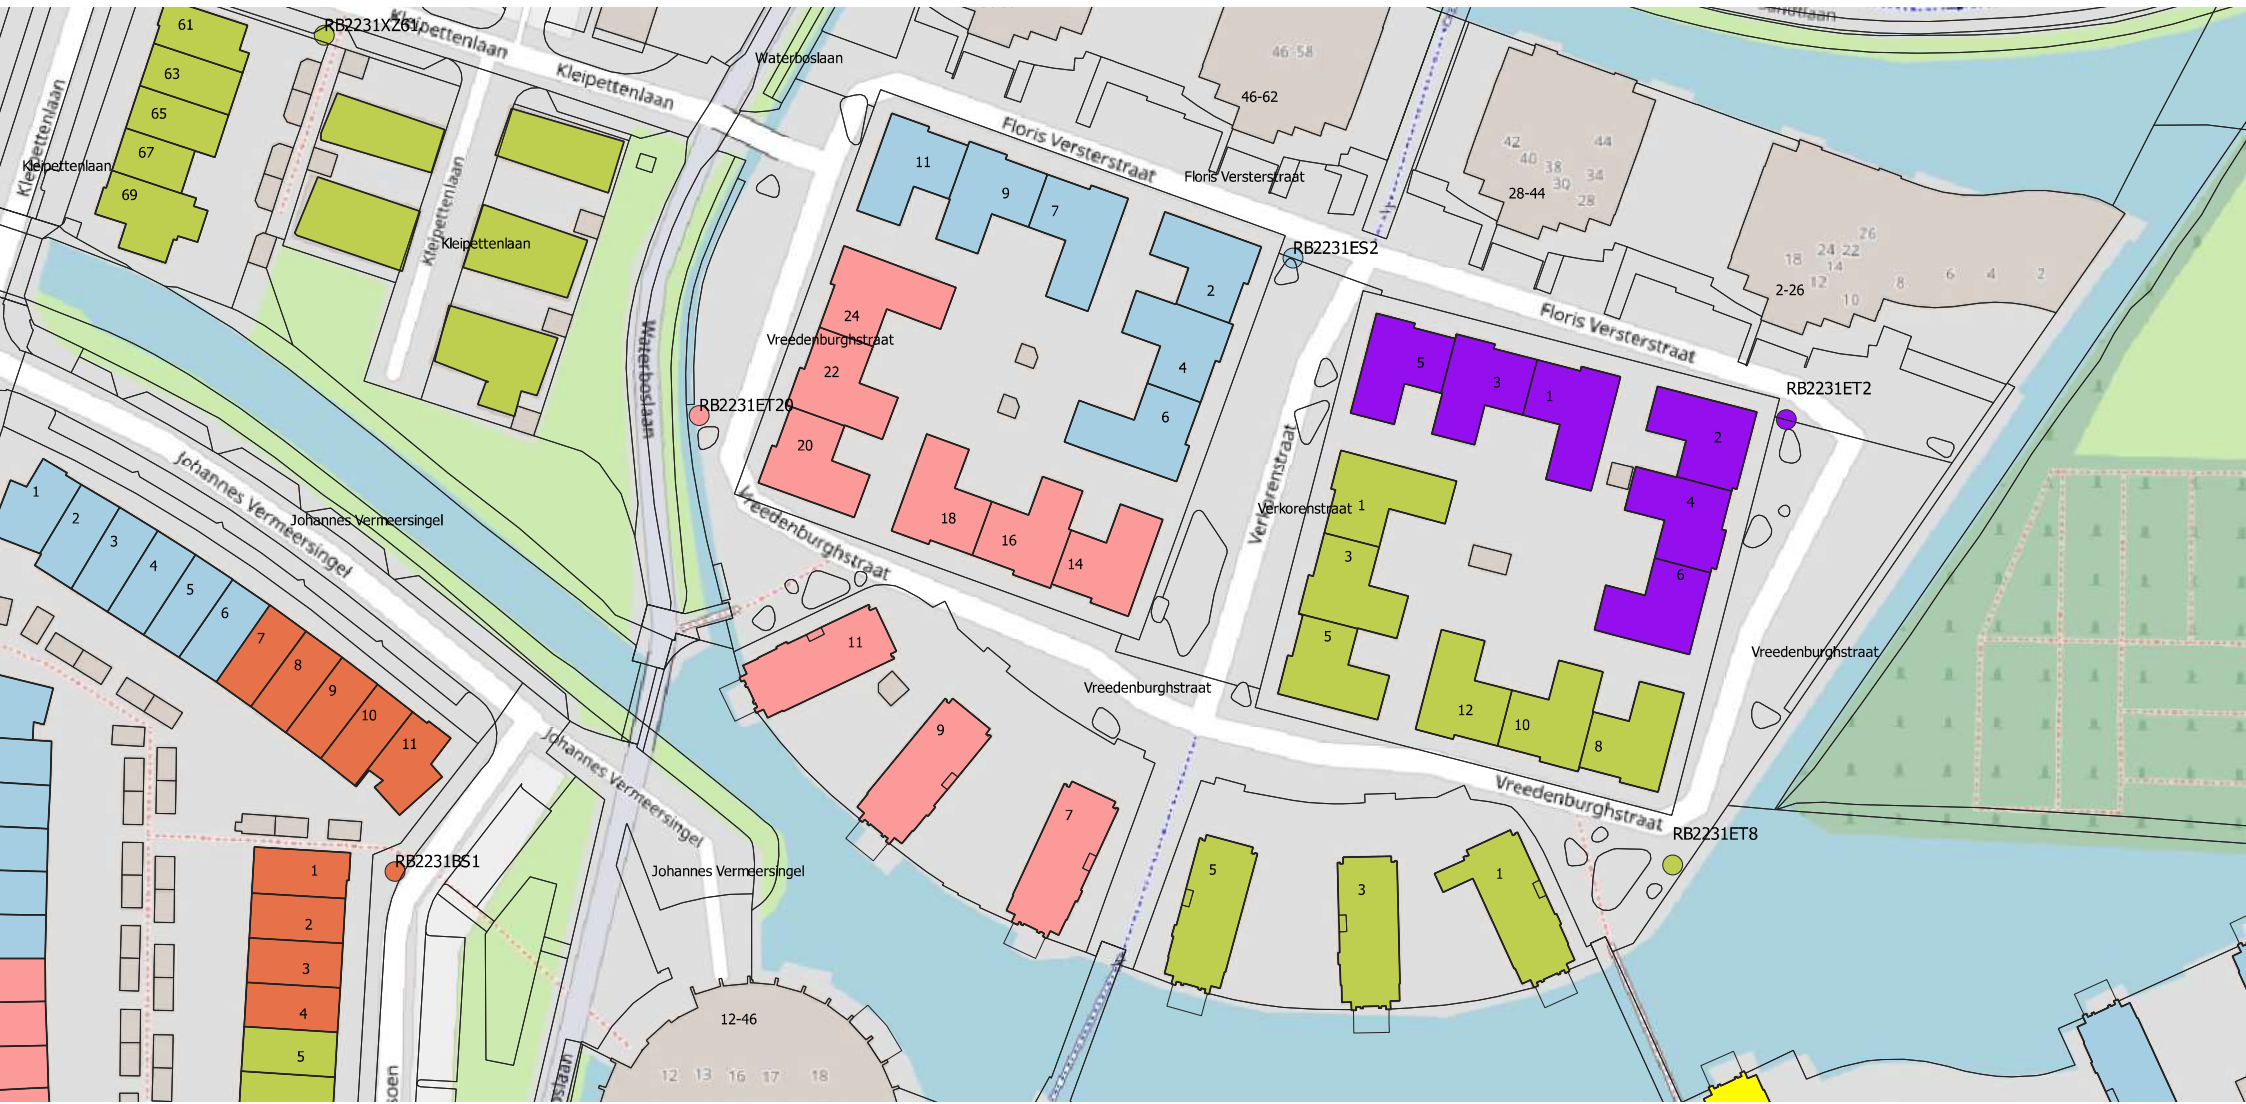 61
RB2231XZ61
Kleipettenlaan
63
65
67
69
Kleipettenlaan
Kleipettenlaan
Kleipettenlaan
Kleipettenlaan
Kleipettenlaan
Waterboslaan
Waterboslaan
46-58
46-62
Floris Versterstraat
Floris Versterstraat
42
44
40
38
34
30
28
28-44
26
24
22
18
14
12
10
8
6
4
2
2-26
Floris Versterstraat
11
9
7
2
4
6
RB2231ES2
24
22
20
18
16
14
Vreedenburghstraat
RB2231ET20
Vreedenburghstraat
Verkorenstraat
Verkorenstraat
5
3
1
2
4
6
RB2231ET2
1
3
5
12
10
8
Vreedenburghstraat
Vreedenburghstraat
Vreedenburghstraat
RB2231ET8
11
9
7
5
3
1
Johannes Vermeersingel
Johannes Vermeersingel
1
2
3
4
5
6
7
8
9
10
11
Johannes Vermeersingel
Johannes Vermeersingel
RB2231BS1
1
2
3
4
5
12-46
12
13
16
17
18